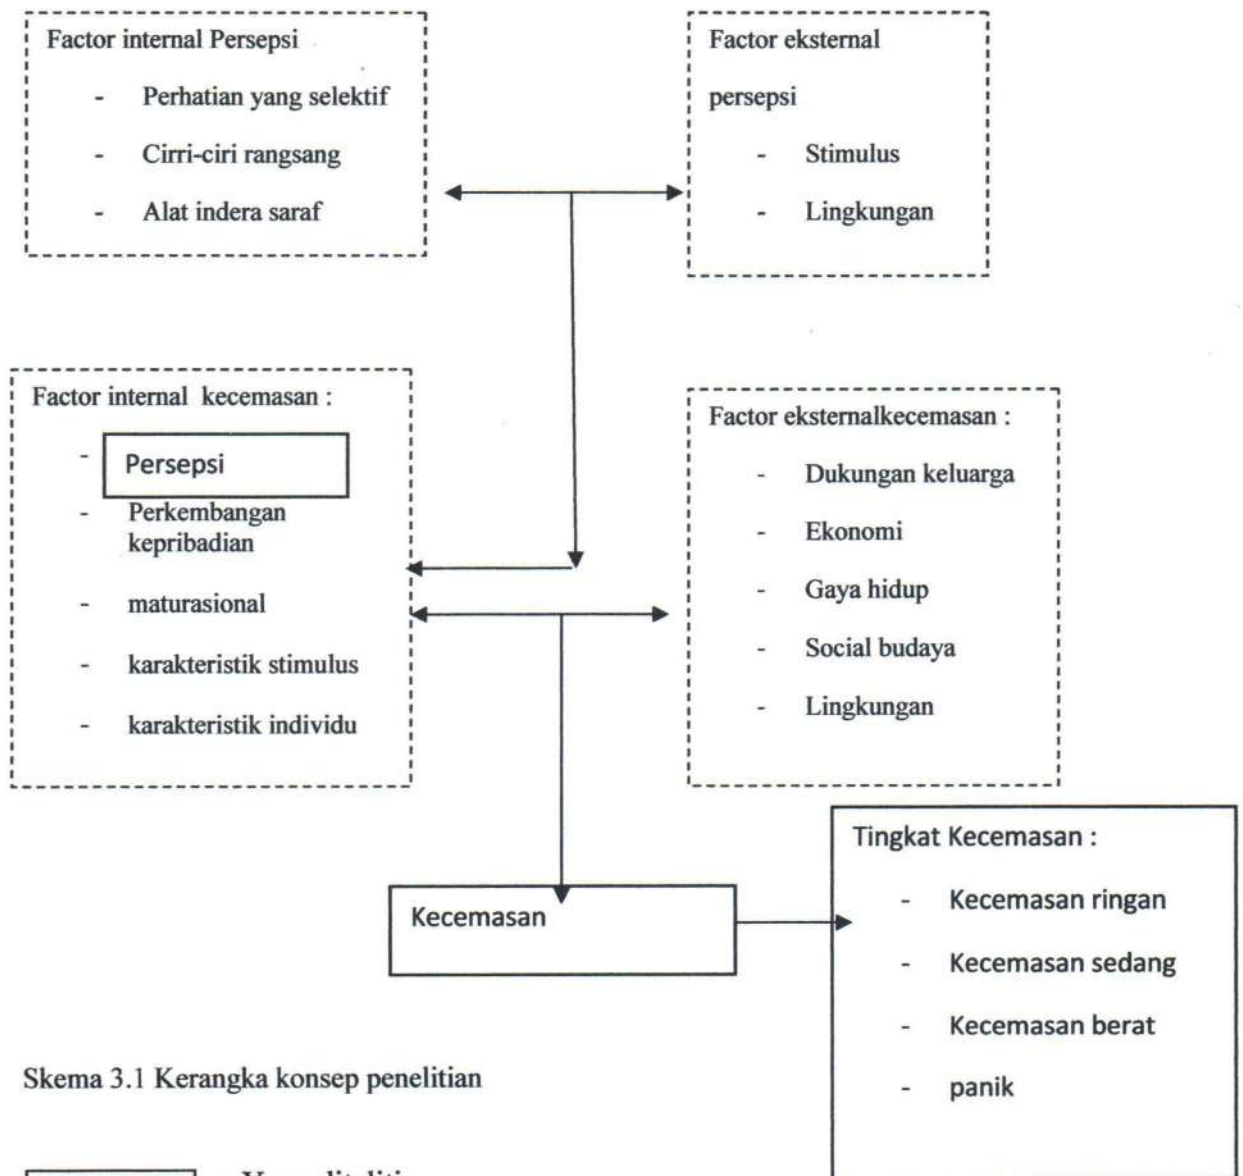 Factor internal Persepsi
- Perhatian yang selektif
- Cirri-ciri rangsang
- Alat indera saraf
Factor eksternal
persepsi
- Stimulus
- Lingkungan
Factor internal kecemasan :
- Persepsi
- Perkembangan
kepribadian
- maturasional
- karakteristik stimulus
- karakteristik individu
Factor eksternalkecemasan :
- Dukungan keluarga
- Ekonomi
- Gaya hidup
- Social budaya
- Lingkungan
Kecemasan
Tingkat Kecemasan :
- Kecemasan ringan
- Kecemasan sedang
- Kecemasan berat
- panik
Skema 3.1 Kerangka konsep penelitian